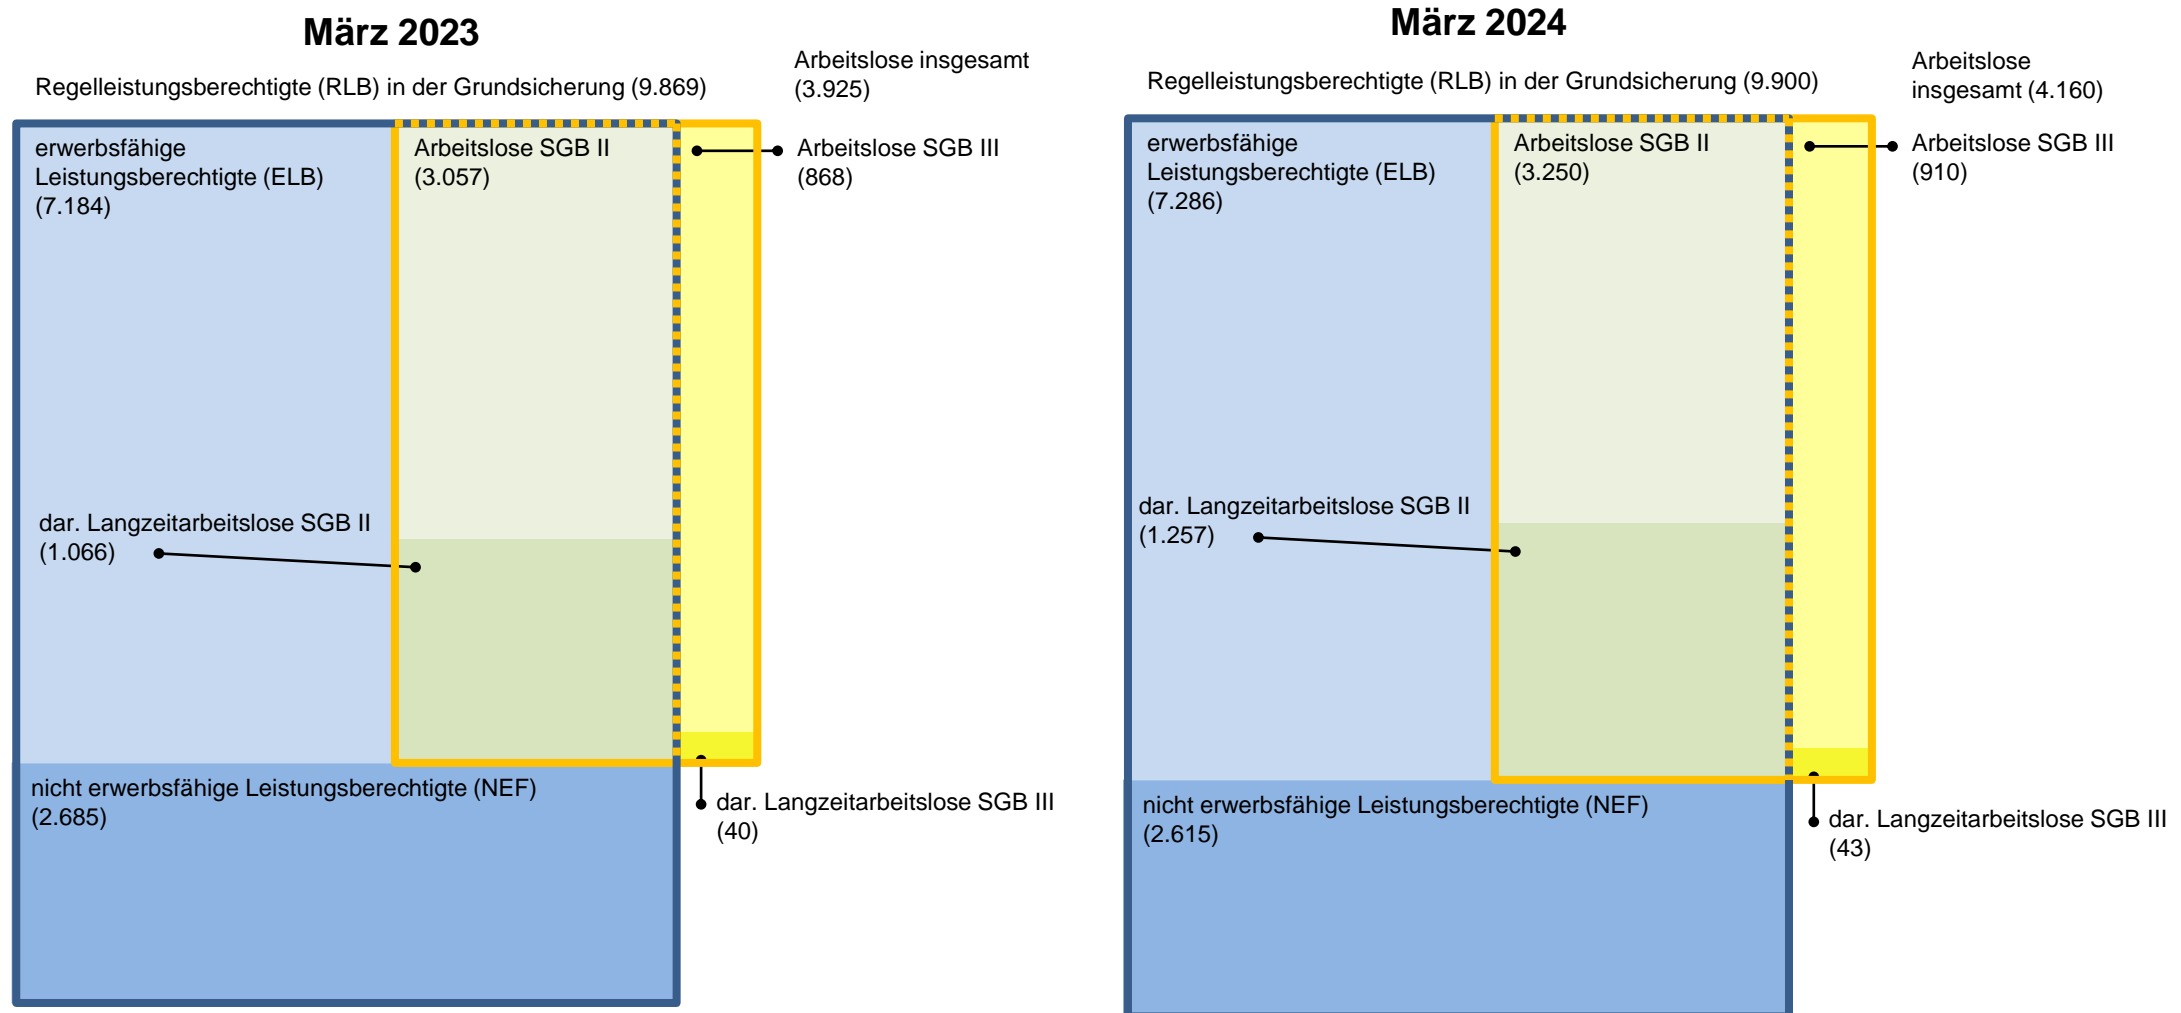 März 2023
Regelleistungsberechtigte (RLB) in der Grundsicherung (9.869)
Arbeitslose insgesamt
(3.925)
erwerbsfähige
Leistungsberechtigte (ELB)
(7.184)
Arbeitslose SGB II
(3.057)
Arbeitslose SGB III
(868)
dar. Langzeitarbeitslose SGB II
(1.066)
nicht erwerbsfähige Leistungsberechtigte (NEF)
(2.685)
dar. Langzeitarbeitslose SGB III
(40)
März 2024
Regelleistungsberechtigte (RLB) in der Grundsicherung (9.900)
Arbeitslose
insgesamt (4.160)
erwerbsfähige
Leistungsberechtigte (ELB)
(7.286)
Arbeitslose SGB II
(3.250)
Arbeitslose SGB III
(910)
dar. Langzeitarbeitslose SGB II
(1.257)
nicht erwerbsfähige Leistungsberechtigte (NEF)
(2.615)
dar. Langzeitarbeitslose SGB III
(43)